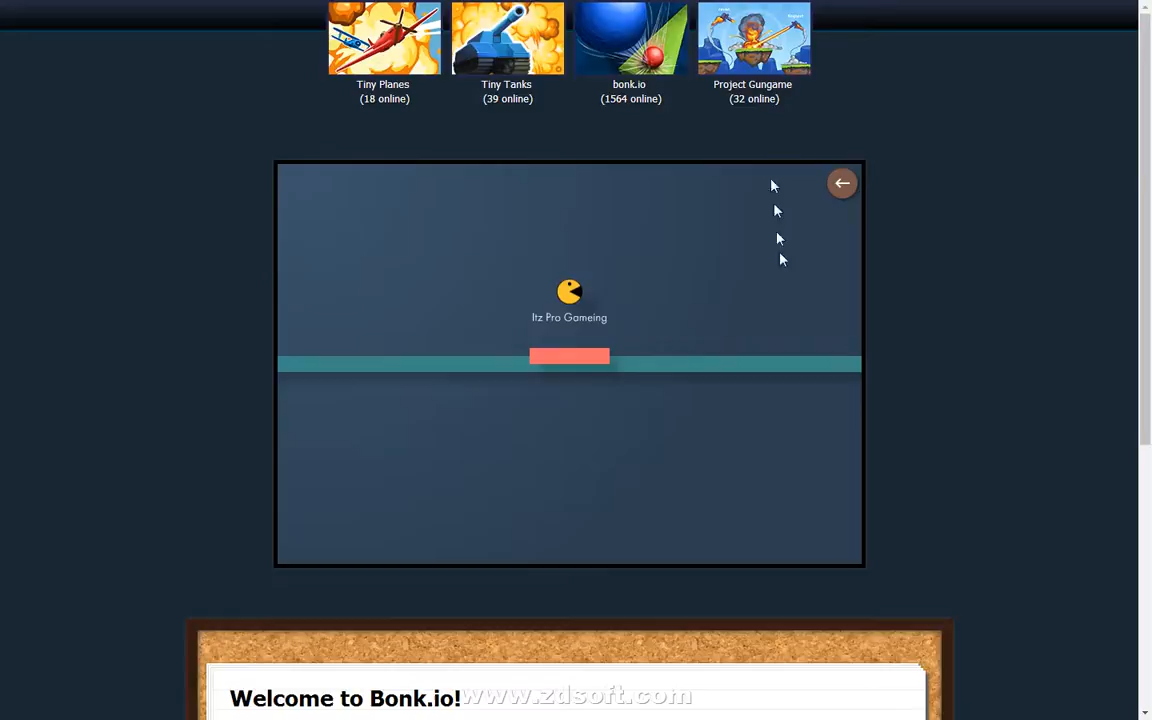 Tiny Planes
(18 online)
Tiny Tanks
(39 online)
bonk.io
(1564 online)
Project Gungame
(32 online)
Itz Pro Gameing
Welcome to Bonk.io!
www.zdsoft.com